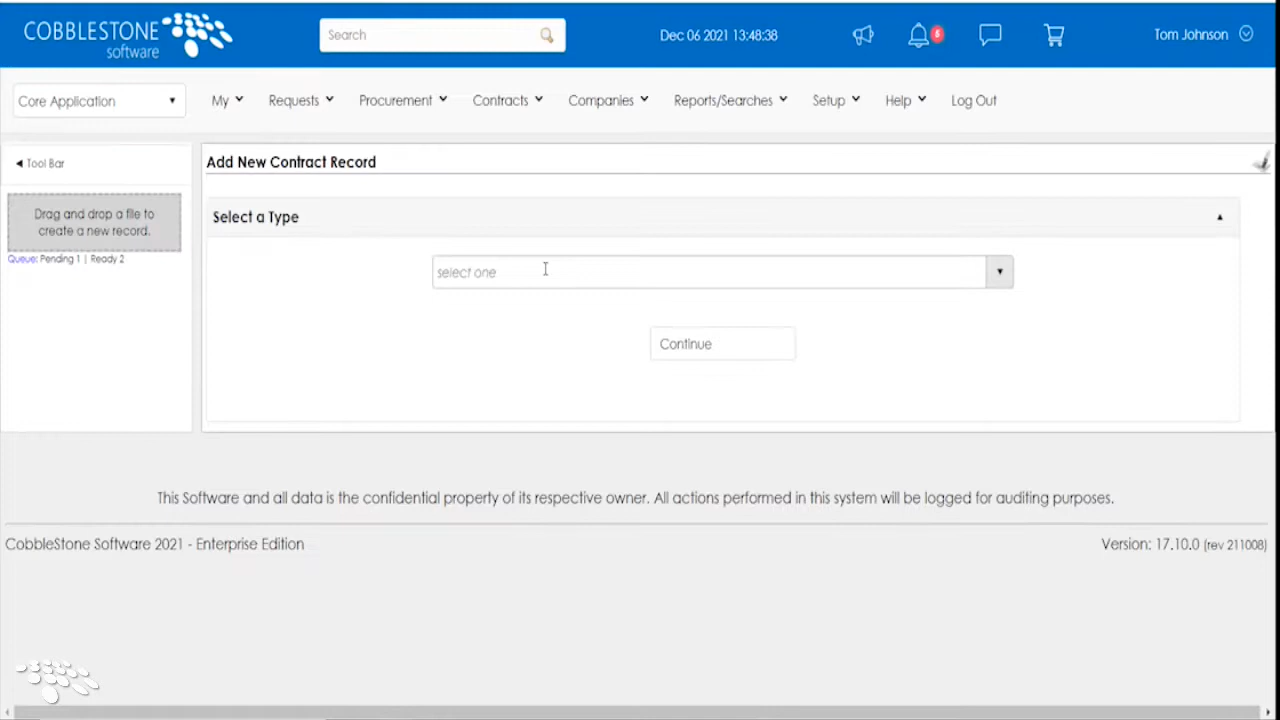 COBBLESTONE
software
Search
Dec 06 2021 13:48:38
6
Tom Johnson
Core Application
My
Requests
Procurement
Contracts
Companies
Reports/Searches
Setup
Help
Log Out
Tool Bar
Drag and drop a file to
create a new record.
Queue: Pending 1 | Ready 2
Add New Contract Record
Select a Type
select one
Continue
This Software and all data is the confidential property of its respective owner. All actions performed in this system will be logged for auditing purposes.
CobbleStone Software 2021 - Enterprise Edition
Version: 17.10.0 (rev 211008)